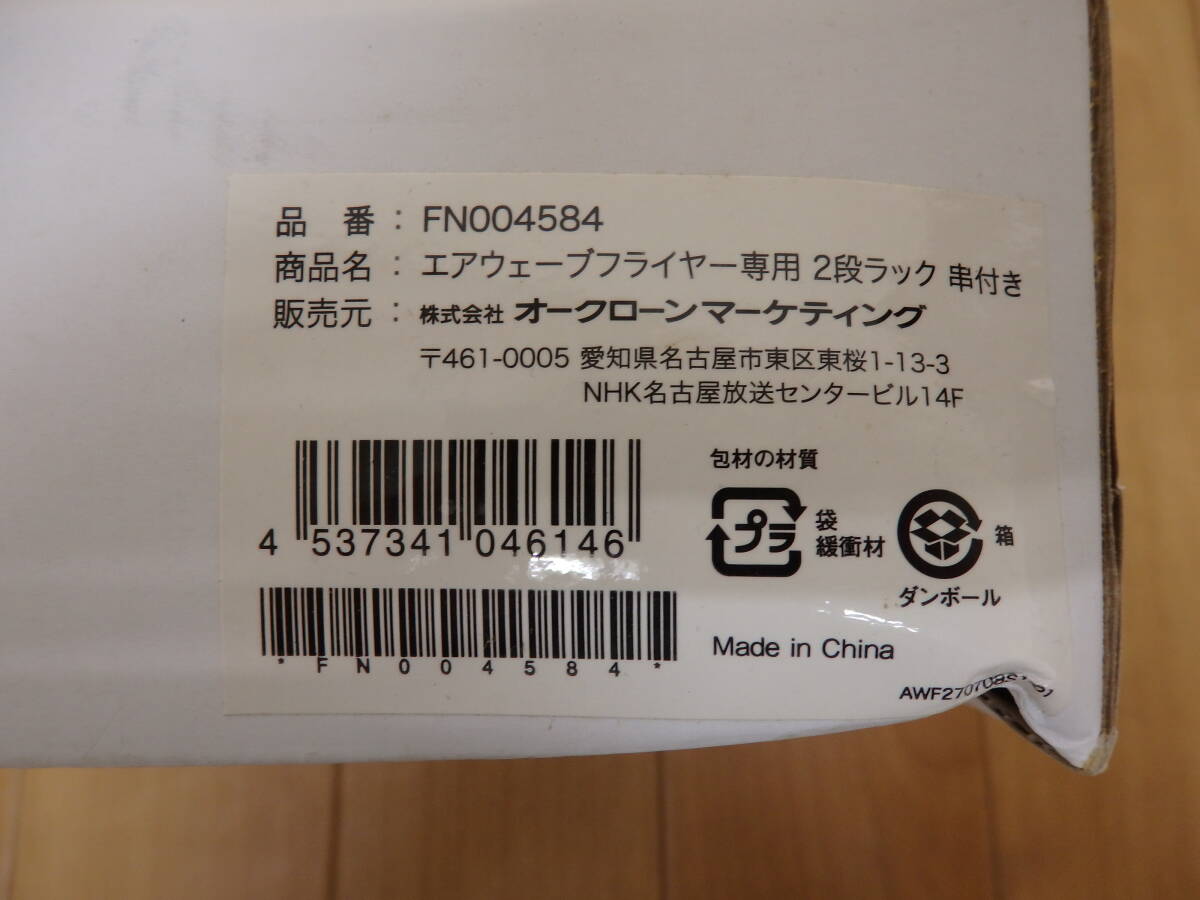 品　番 : FN004584
商品名 : エアウェーブフライヤー専用 2段ラック 串付き
販売元 : 株式会社 オークローンマーケティング
〒461-0005 愛知県名古屋市東区東桜1-13-3
NHK名古屋放送センタービル14F
包材の材質
プラ 袋
緩衝材
箱
ダンボール
4 537341 046146
*FN004584*
Made in China